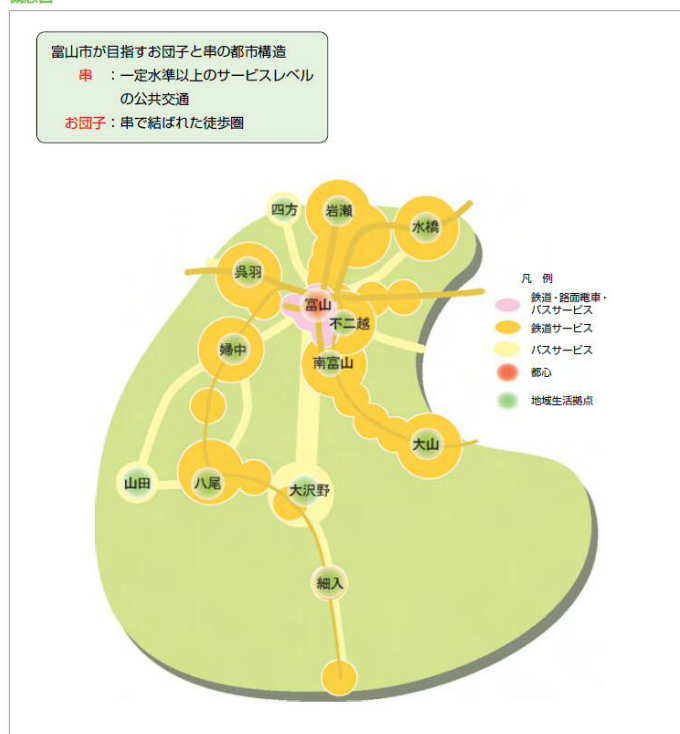 概念図
富山市が目指すお団子と串の都市構造
串 ：一定水準以上のサービスレベル
の公共交通
お団子：串で結ばれた徒歩圏
四方
岩瀬
水橋
呉羽
富山
不二越
婦中
南富山
大山
山田
八尾
大沢野
細入
凡 例
鉄道・路面電車・
バスサービス
鉄道サービス
バスサービス
都心
地域生活拠点